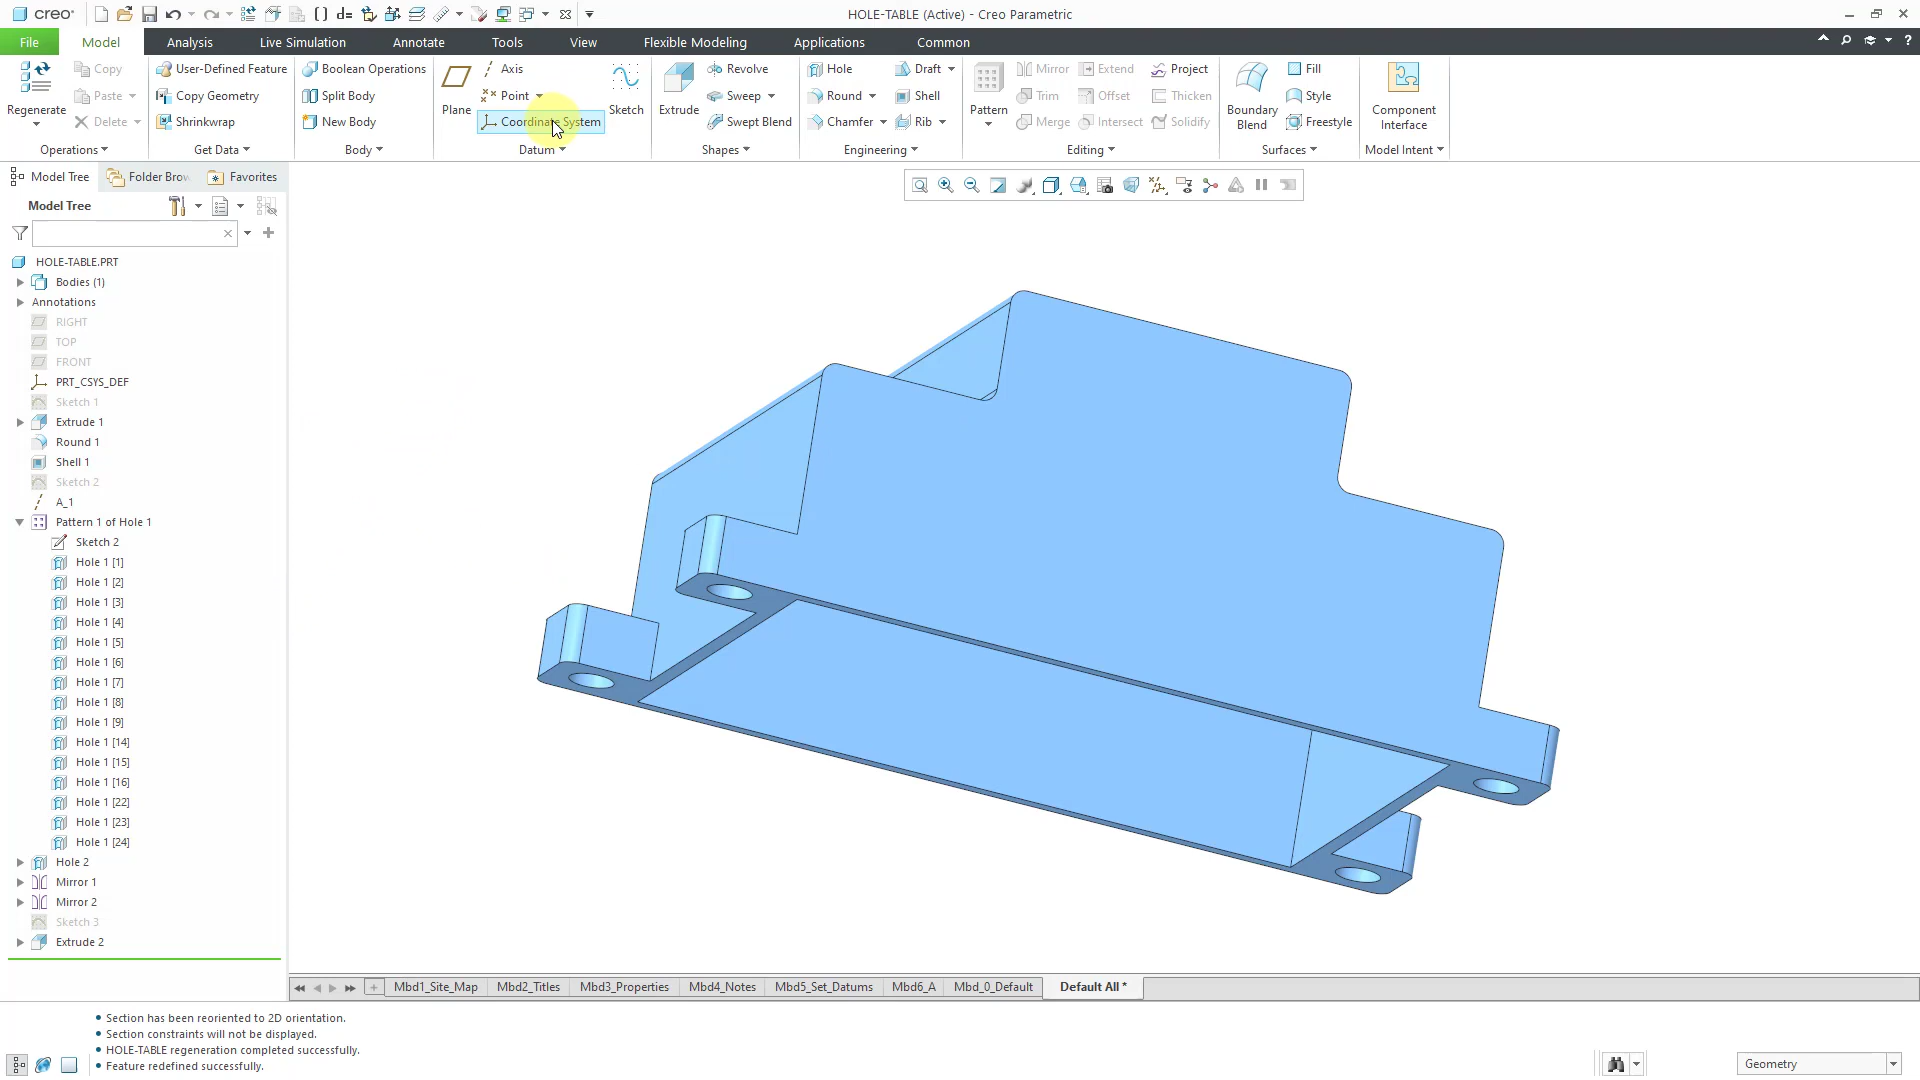 creo
d=
HOLE-TABLE (Active) - Creo Parametric
File Model Analysis Live Simulation Annotate Tools View Flexible Modeling Applications Common
Regenerate
Copy
Paste
Delete
Operations
User-Defined Feature
Copy Geometry
Shrinkwrap
Get Data
Boolean Operations
Split Body
New Body
Body
Plane
Axis
Point
Coordinate System
Sketch
Datum
Extrude
Revolve
Sweep
Swept Blend
Shapes
Hole
Round
Chamfer
Draft
Shell
Rib
Engineering
Pattern
Mirror
Trim
Merge
Extend
Offset
Intersect
Project
Thicken
Solidify
Editing
Boundary
Blend
Fill
Style
Freestyle
Surfaces
Component
Interface
Model Intent
Model Tree Folder Brow Favorites
Model Tree
HOLE-TABLE.PRT
Bodies (1)
Annotations
RIGHT
TOP
FRONT
PRT_CSYS_DEF
Sketch 1
Extrude 1
Round 1
Shell 1
Sketch 2
A_1
Pattern 1 of Hole 1
Sketch 2
Hole 1 [1]
Hole 1 [2]
Hole 1 [3]
Hole 1 [4]
Hole 1 [5]
Hole 1 [6]
Hole 1 [7]
Hole 1 [8]
Hole 1 [9]
Hole 1 [14]
Hole 1 [15]
Hole 1 [16]
Hole 1 [22]
Hole 1 [23]
Hole 1 [24]
Hole 2
Mirror 1
Mirror 2
Sketch 3
Extrude 2
Mbd1_Site_Map Mbd2_Titles Mbd3_Properties Mbd4_Notes Mbd5_Set_Datums Mbd6_A Mbd_0_Default Default All *
• Section has been reoriented to 2D orientation.
• Section constraints will not be displayed.
• HOLE-TABLE regeneration completed successfully.
• Feature redefined successfully.
Geometry